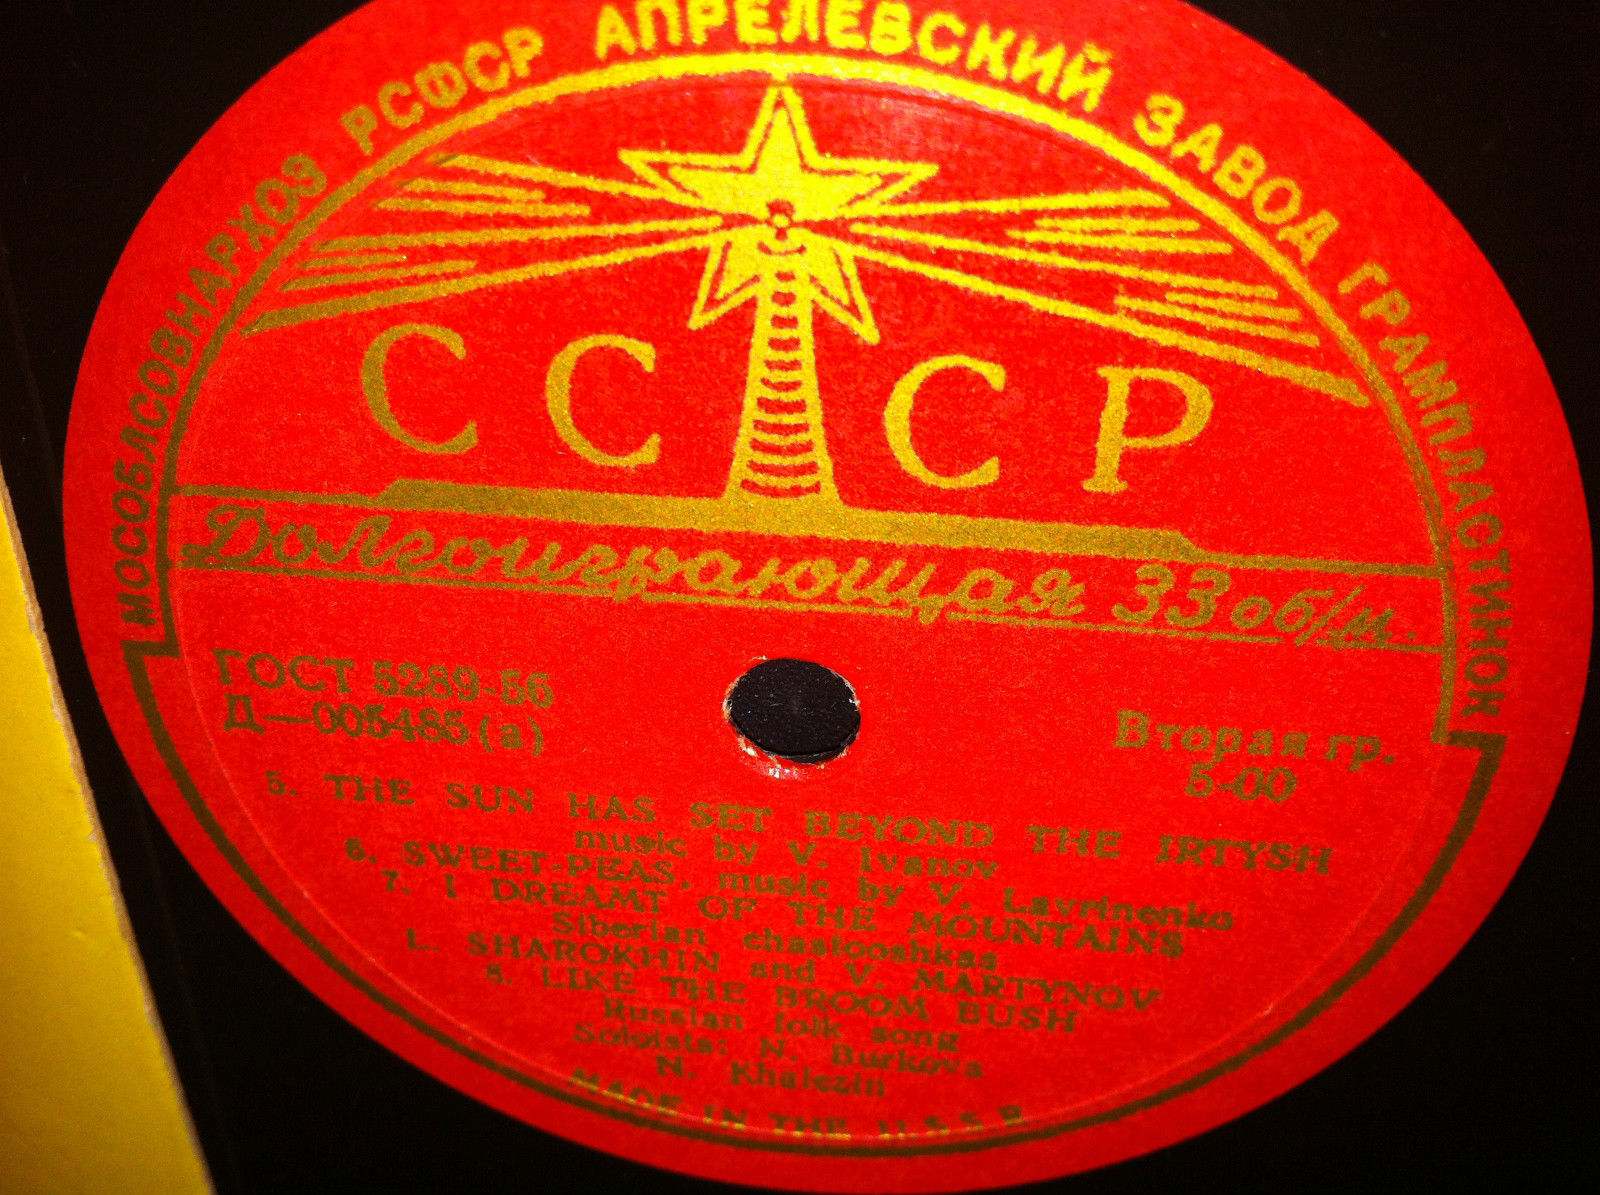 МОСОБЛСОВНАРХОЗ РСФСР АПРЕЛЕВСКИЙ ЗАВОД ГРАМПЛАСТИНОК
СССР
Долгоиграющая 33 об/м.
ГОСТ 5289-56
Д—005485(а)
Вторая гр.
5-00
5. THE SUN HAS SET BEYOND THE IRTYSH
music by V. Ivanov
6. SWEET-PEAS, music by V. Lavrinenko
7. I DREAMT OF THE MOUNTAINS
Siberian chastooshkas
L. SHAROKHIN and V. MARTYNOV
8. LIKE THE BROOM BUSH
Russian folk song
Soloists: N. Burkova
N. Khalezin
MADE IN THE U.S.S.R.